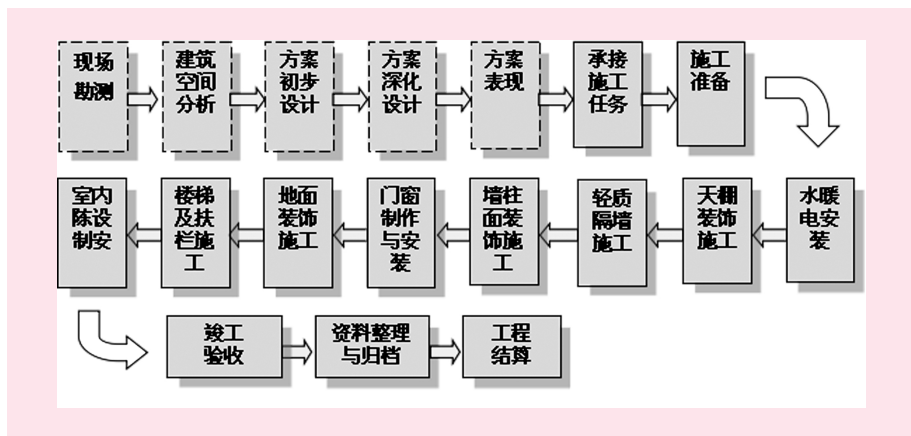 现场
勘测
建筑
空间
分析
方案
初步
设计
方案
深化
设计
方案
表现
承接
施工
任务
施工
准备
室内
陈设
制安
楼梯
及扶
栏施
工
地面
装饰
施工
门窗
制作
与安
装
墙柱
面装
饰施
工
轻质
隔墙
施工
天棚
装饰
施工
水暖
电安
装
竣工
验收
资料整理
与归档
工程
结算